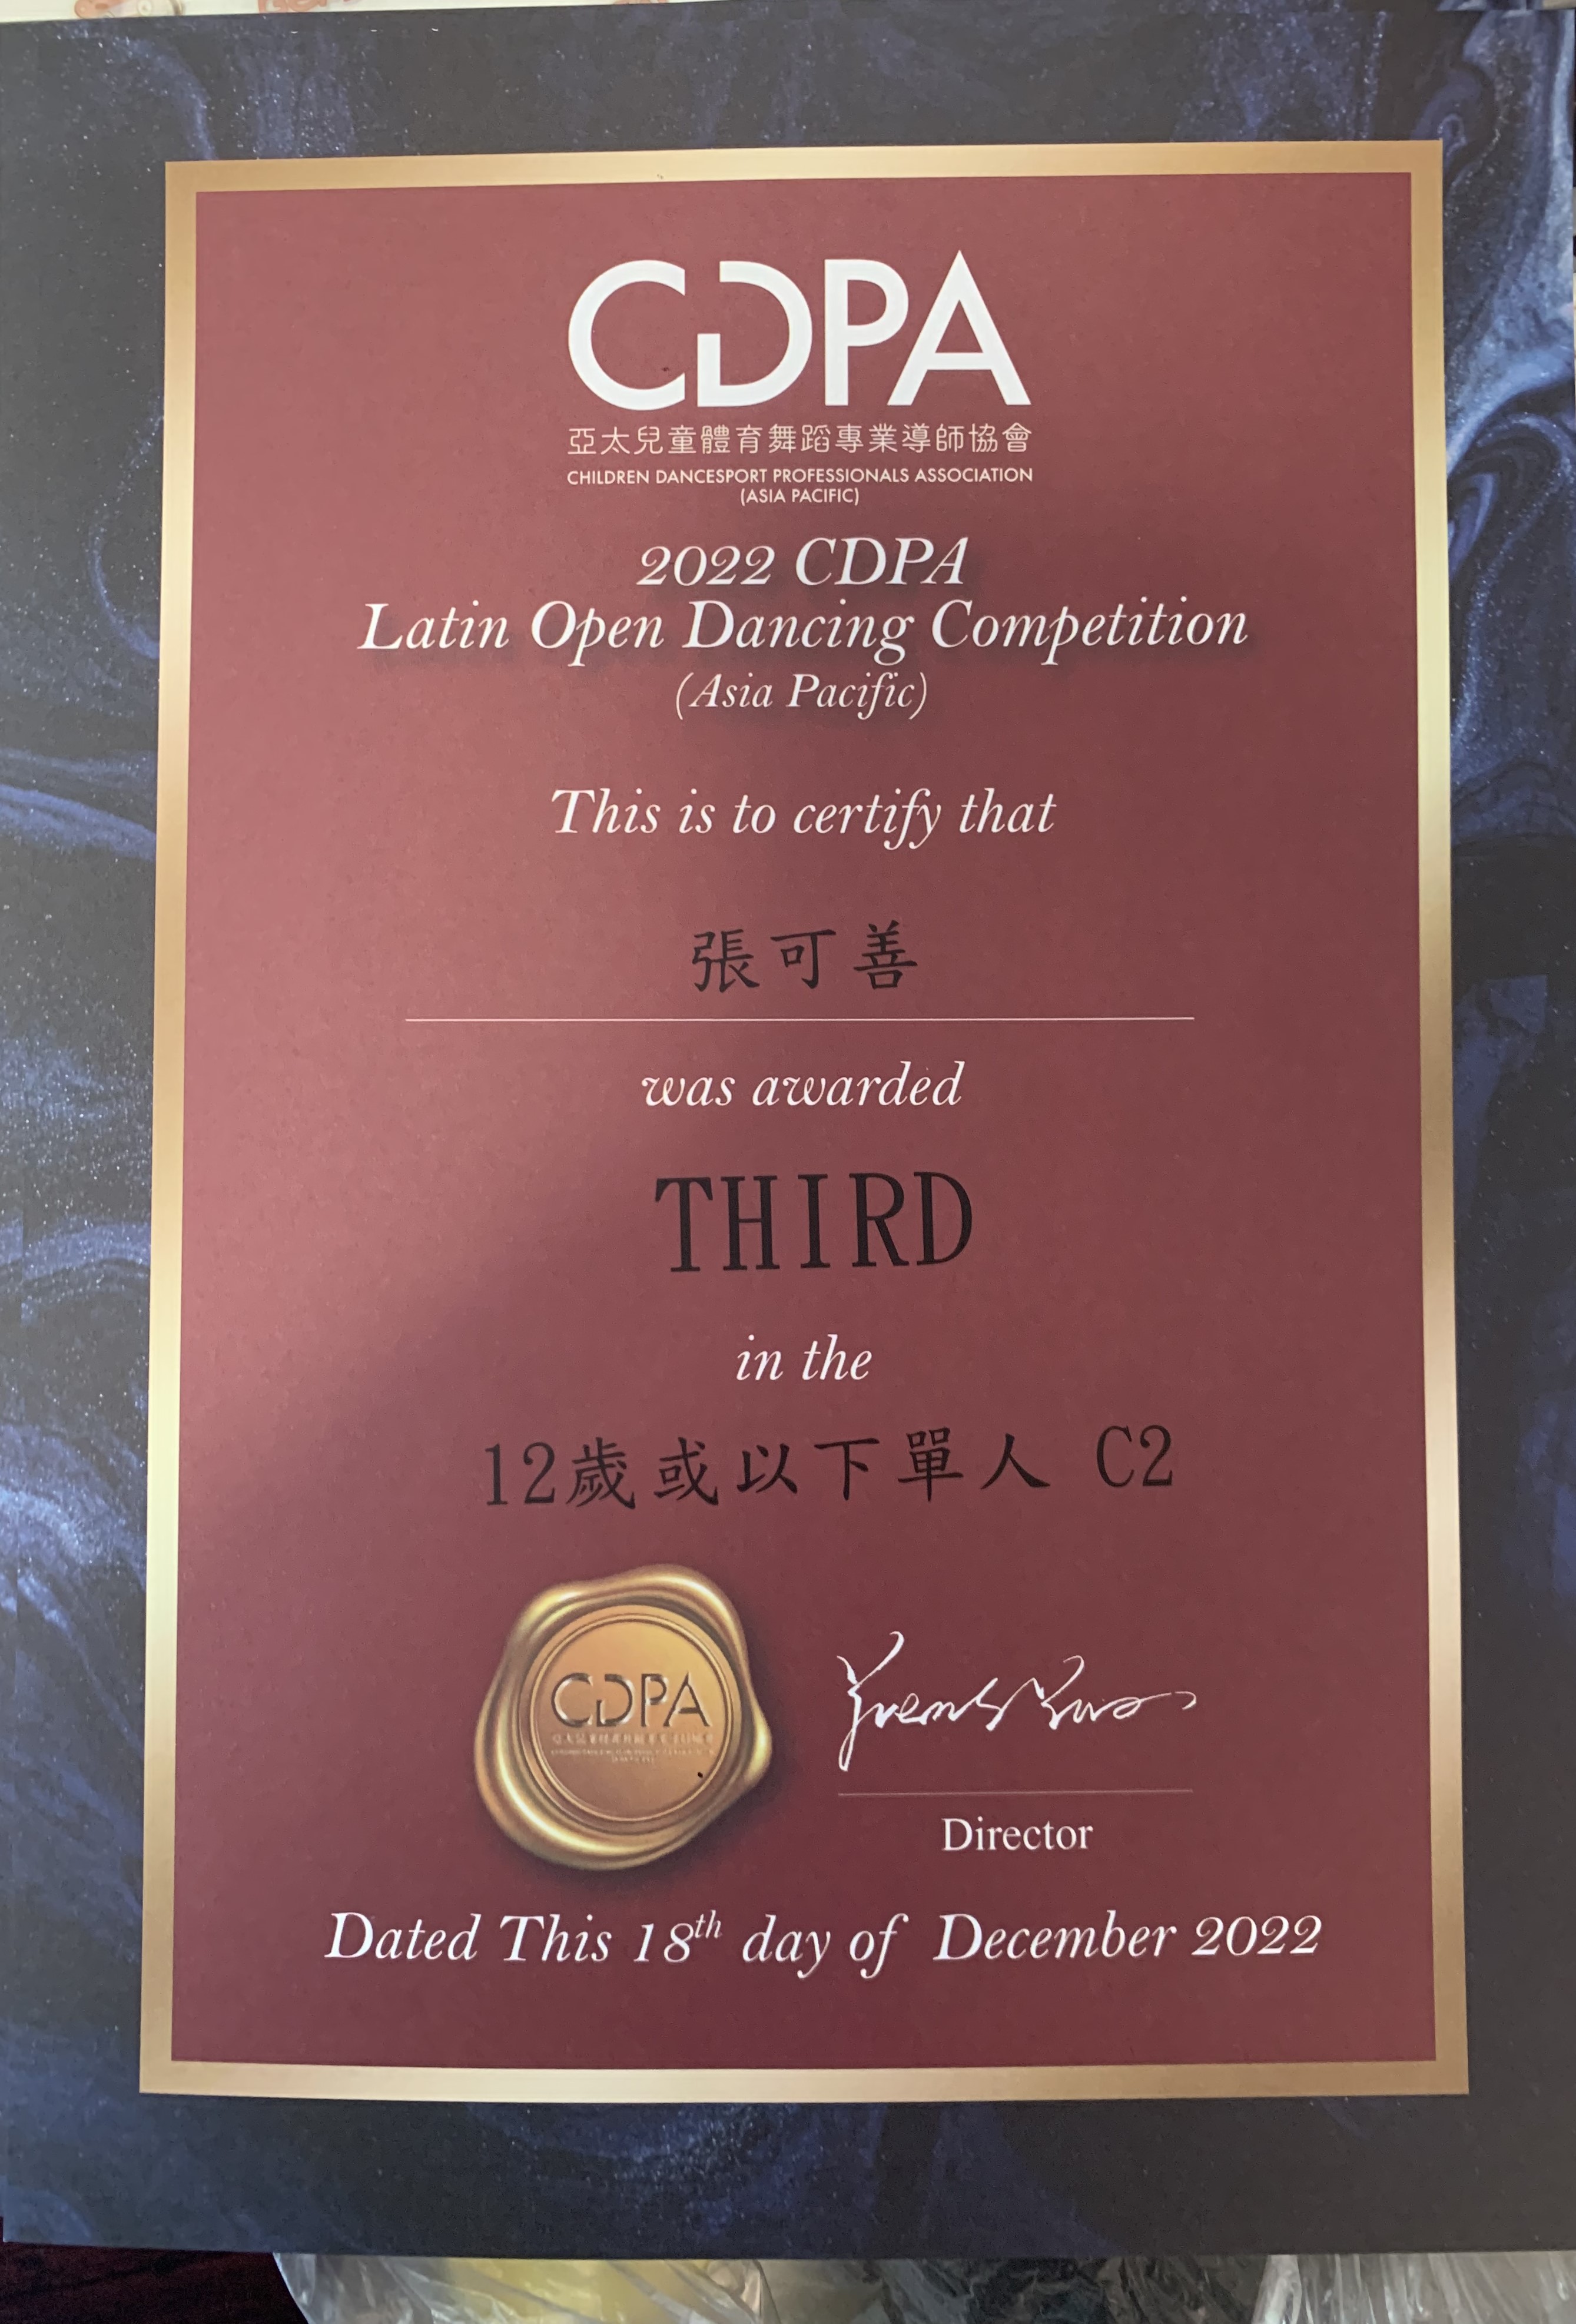 CDPA
亞太兒童體育舞蹈專業導師協會
CHILDREN DANCESPORT PROFESSIONALS ASSOCIATION
(ASIA PACIFIC)
2022 CDPA
Latin Open Dancing Competition
(Asia Pacific)
This is to certify that
張可善
was awarded
THIRD
in the
12歲或以下單人 C2
CDPA
Director
Dated This 18th day of December 2022